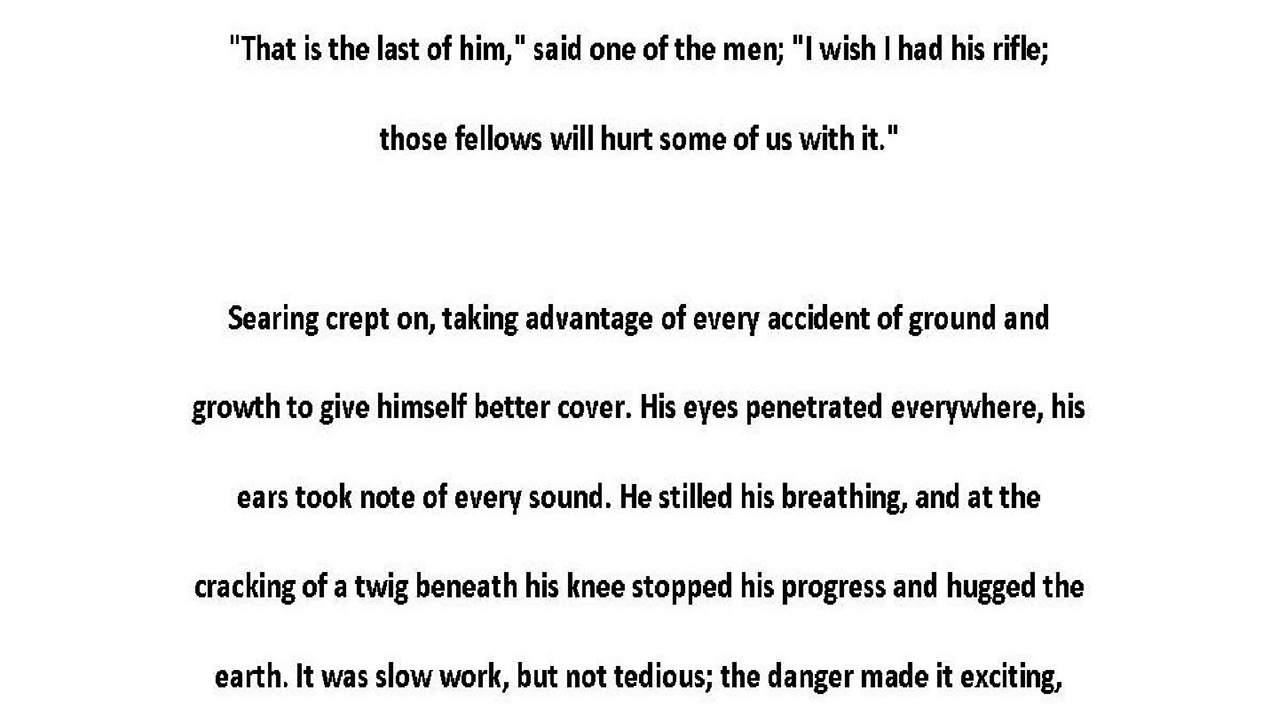 "That is the last of him," said one of the men; "I wish I had his rifle;
those fellows will hurt some of us with it."
Searing crept on, taking advantage of every accident of ground and
growth to give himself better cover. His eyes penetrated everywhere, his
ears took note of every sound. He stilled his breathing, and at the
cracking of a twig beneath his knee stopped his progress and hugged the
earth. It was slow work, but not tedious; the danger made it exciting,